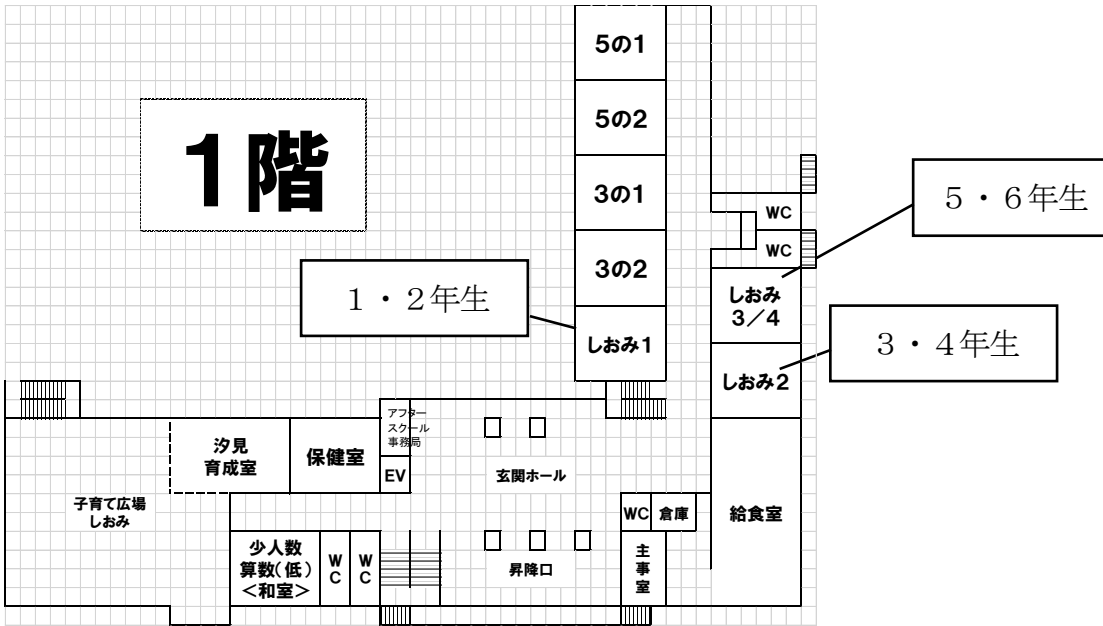 1階
5の1
5の2
3の1
3の2
しおみ1
1・2年生
WC
WC
5・6年生
しおみ
3/4
3・4年生
しおみ2
アフター
スクール
事務局
汐見
育成室
保健室
EV
玄関ホール
子育て広場
しおみ
WC
倉庫
給食室
少人数
算数(低)
<和室>
WC
WC
昇降口
主事室